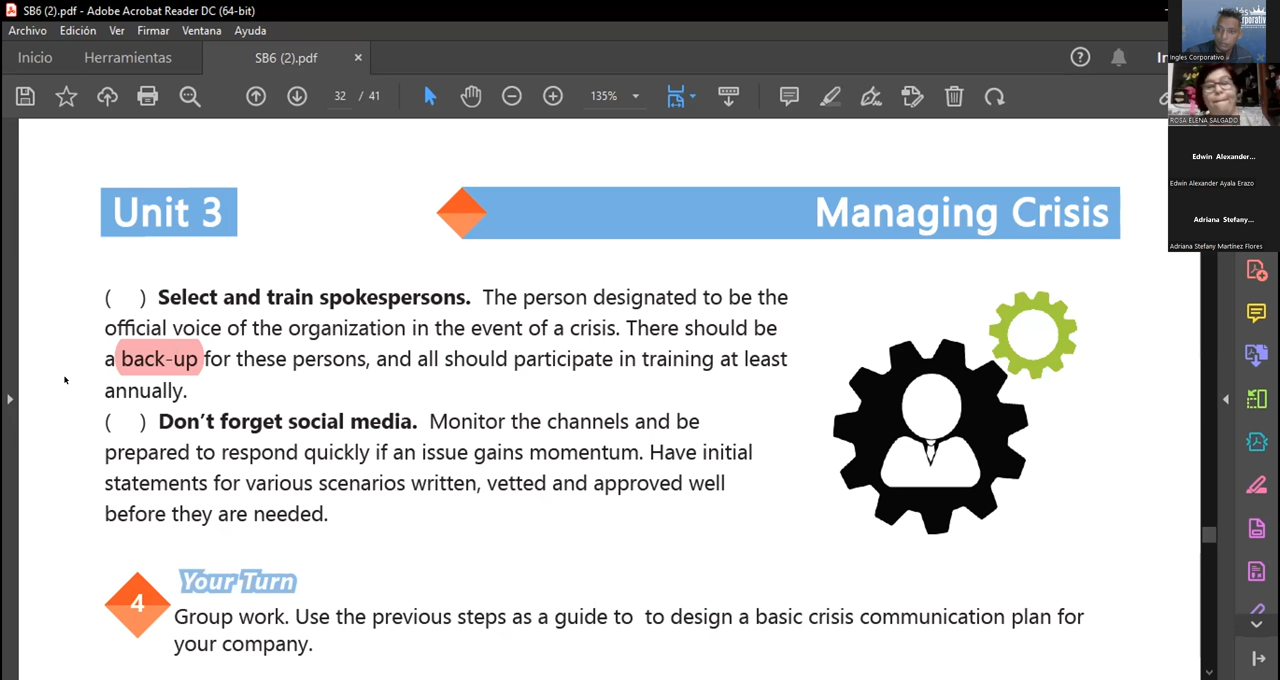 SB6 (2).pdf - Adobe Acrobat Reader DC (64-bit)
Archivo Edición Ver Firmar Ventana Ayuda
Inicio Herramientas SB6 (2).pdf ×
32 / 41 135%
Ingles Corporativo
ROSA ELENA SALGADO
Edwin Alexander...
Edwin Alexander Ayala Erazo
Adriana Stefany...
Adriana Stefany Martínez Flores
Unit 3 Managing Crisis
( ) Select and train spokespersons. The person designated to be the
official voice of the organization in the event of a crisis. There should be
a back-up for these persons, and all should participate in training at least
annually.
( ) Don't forget social media. Monitor the channels and be
prepared to respond quickly if an issue gains momentum. Have initial
statements for various scenarios written, vetted and approved well
before they are needed.
4 Your Turn
Group work. Use the previous steps as a guide to to design a basic crisis communication plan for
your company.